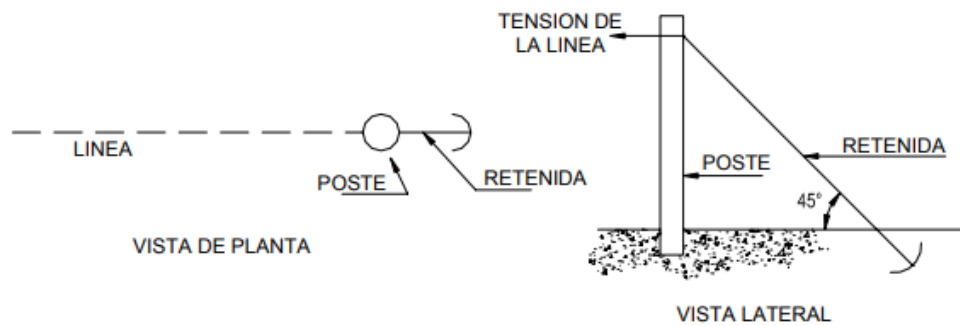 LINEA
POSTE
RETENIDA
VISTA DE PLANTA
TENSION DE
LA LINEA
RETENIDA
POSTE
45°
VISTA LATERAL